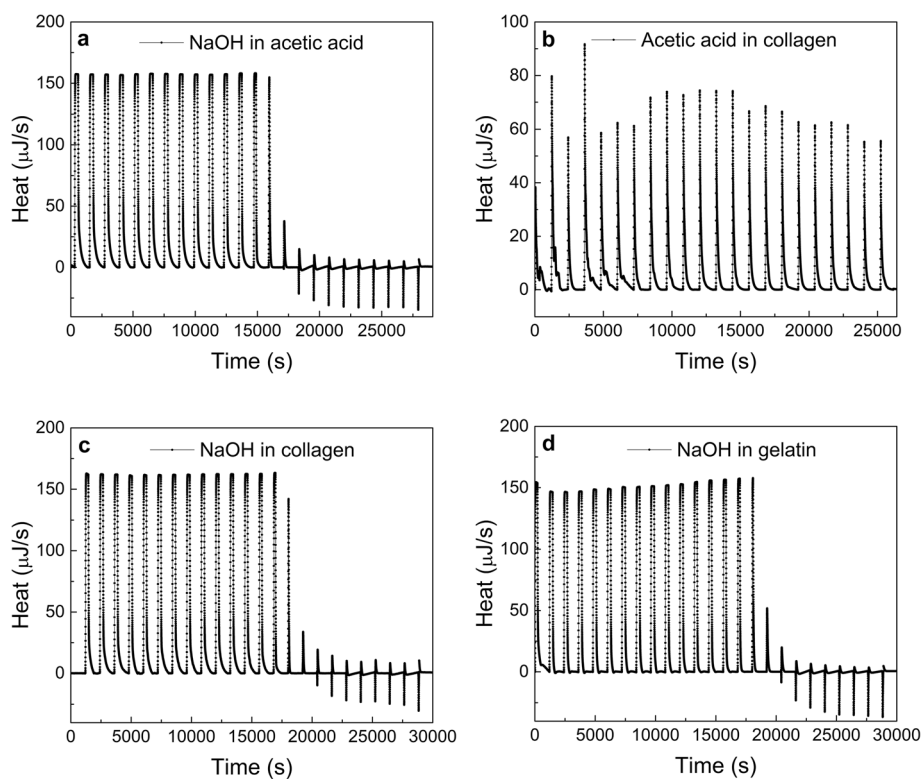 a
NaOH in acetic acid
Heat (μJ/s)
200
150
100
50
0
0 5000 10000 15000 20000 25000
Time (s)
b
Acetic acid in collagen
Heat (μJ/s)
100
80
60
40
20
0
0 5000 10000 15000 20000 25000
Time (s)
c
NaOH in collagen
Heat (μJ/s)
200
150
100
50
0
0 5000 10000 15000 20000 25000 30000
Time (s)
d
NaOH in gelatin
Heat (μJ/s)
200
150
100
50
0
0 5000 10000 15000 20000 25000 30000
Time (s)